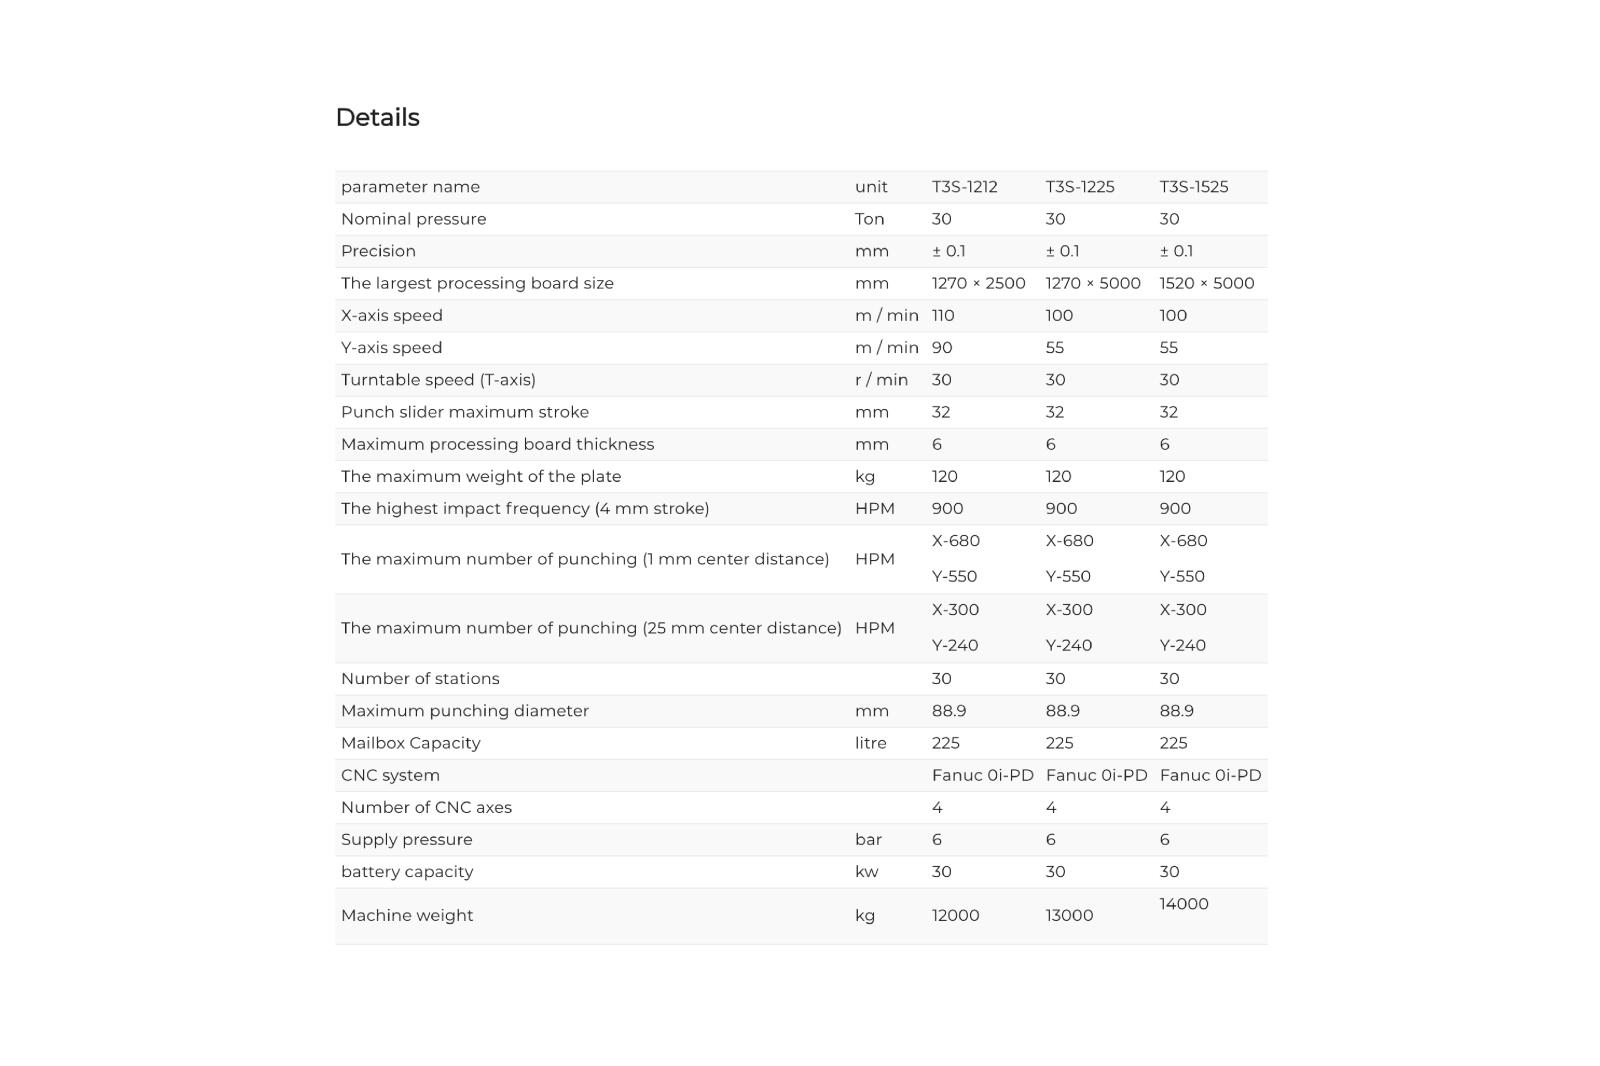 Details
parameter name unit T3S-1212 T3S-1225 T3S-1525
Nominal pressure Ton 30 30 30
Precision mm ± 0.1 ± 0.1 ± 0.1
The largest processing board size mm 1270 × 2500 1270 × 5000 1520 × 5000
X-axis speed m / min 110 100 100
Y-axis speed m / min 90 55 55
Turntable speed (T-axis) r / min 30 30 30
Punch slider maximum stroke mm 32 32 32
Maximum processing board thickness mm 6 6 6
The maximum weight of the plate kg 120 120 120
The highest impact frequency (4 mm stroke) HPM 900 900 900
X-680 X-680 X-680
The maximum number of punching (1 mm center distance) HPM
Y-550 Y-550 Y-550
X-300 X-300 X-300
The maximum number of punching (25 mm center distance) HPM
Y-240 Y-240 Y-240
Number of stations 30 30 30
Maximum punching diameter mm 88.9 88.9 88.9
Mailbox Capacity litre 225 225 225
CNC system Fanuc 0i-PD Fanuc 0i-PD Fanuc 0i-PD
Number of CNC axes 4 4 4
Supply pressure bar 6 6 6
battery capacity kw 30 30 30
Machine weight kg 12000 13000 14000